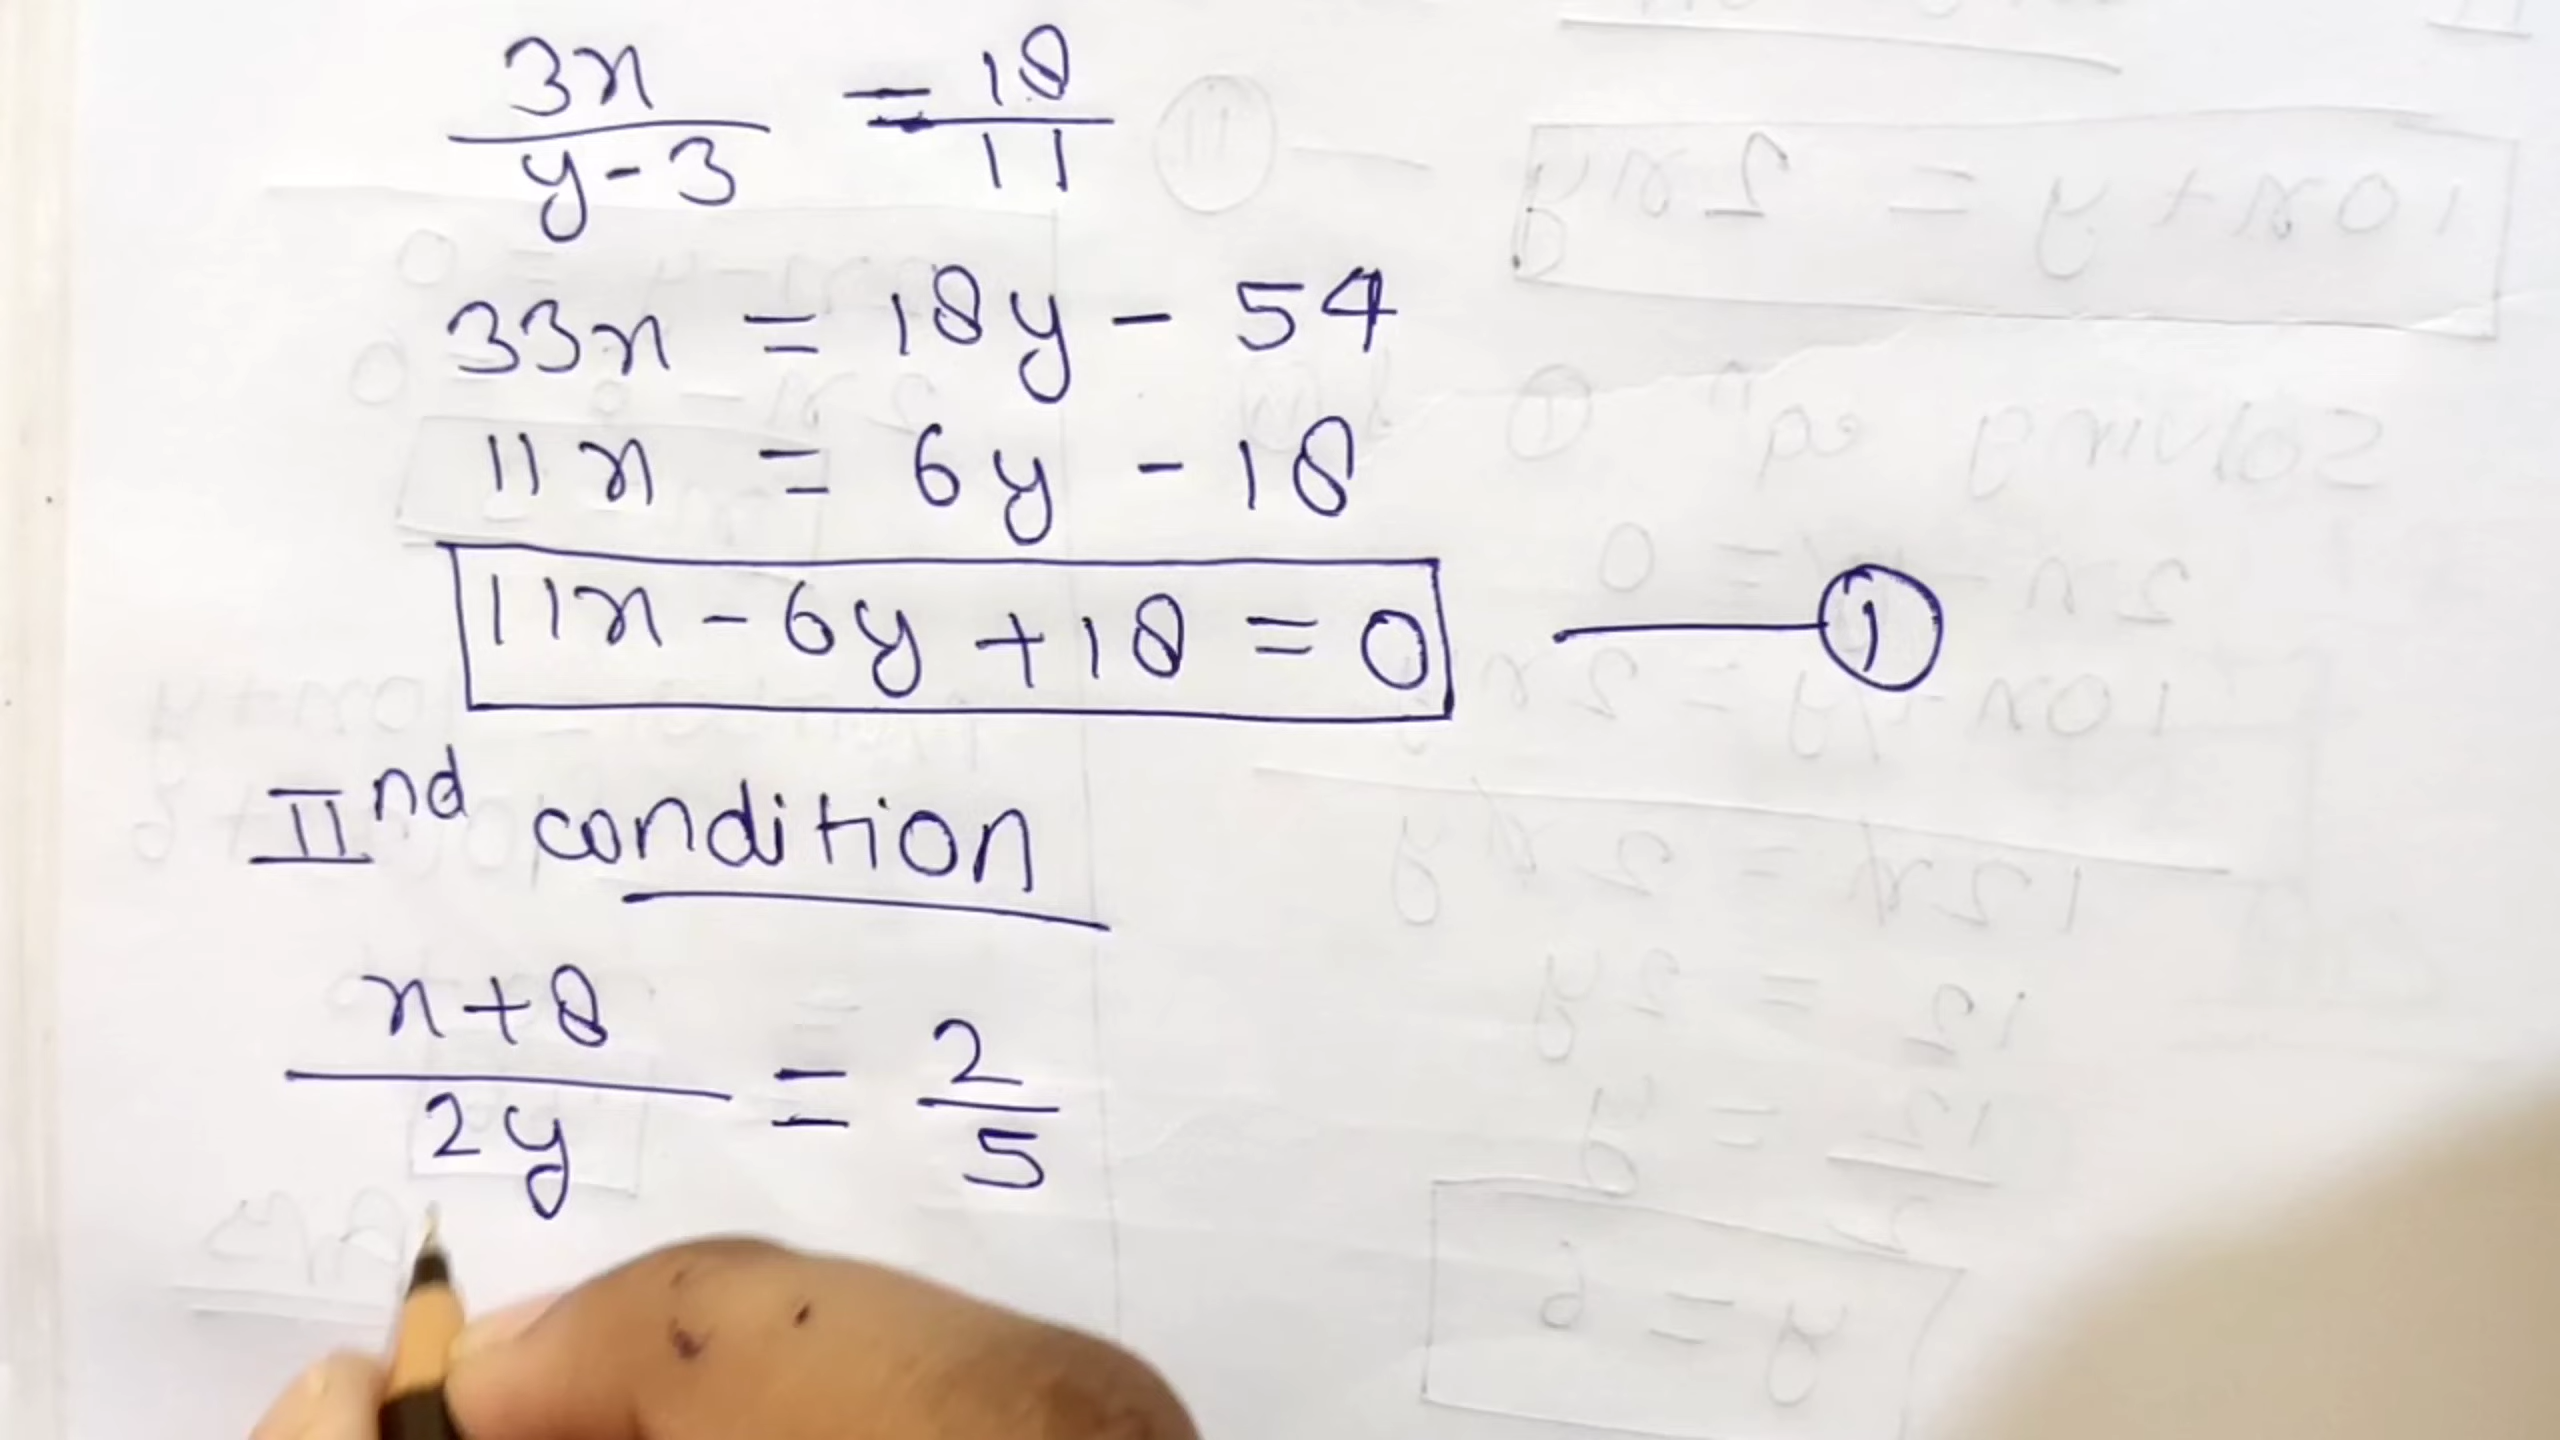 3x/y-3 = 18/11
33x = 18y - 54
11x = 6y - 18
11x - 6y + 18 = 0 —— 1
IInd condition
x+8/2y = 2/5